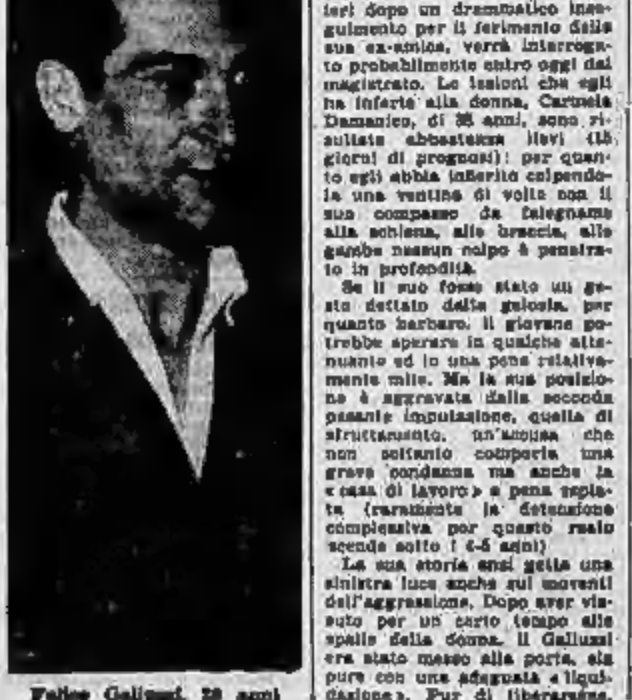 ieri dopo un drammatico inse-
guimento per il ferimento della
sua ex-amica, verrà interroga-
to probabilmente entro oggi dal
magistrato. Le lesioni che egli
ha inferte alla donna, Carmela
Damanico, di 35 anni, sono ri-
sultate abbastanza lievi (15
giorni di prognosi): per quan-
to egli abbia inferito colpendo-
la una ventina di volte con il
suo compasso da falegname
alla schiena, alle braccia, alle
gambe nessun colpo è penetra-
to in profondità.
Se il suo fosse stato un ge-
sto dettato dalla gelosia, per
quanto barbaro, il giovane po-
trebbe sperare in qualche atte-
nuante ed in una pena relativa-
mente mite. Ma la sua posizio-
ne è aggravata dalla seconda
pesante imputazione, quella di
sfruttamento, un'accusa che
non soltanto comporta una
grave condanna ma anche la
«casa di lavoro» a pena espia-
ta (raramente la detenzione
complessiva per questo reato
scende sotto i 4-5 anni)
La sua storia anzi getta una
sinistra luce anche sui moventi
dell'aggressione. Dopo aver vis-
suto per un certo tempo alle
spalle della donna, il Galluzzi
era stato messo alla porta, sia
pure con una adeguata «liqui-
dazione». Pur di liberarsene,
Felice Galluzzi, 28 anni